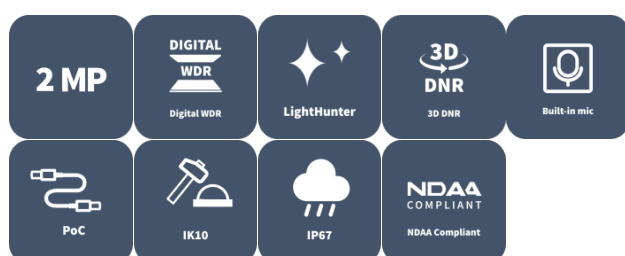 2 MP
DIGITAL
WDR
Digital WDR
LightHunter
3D
DNR
3D DNR
Built-in mic
PoC
IK10
IP67
NDAA
COMPLIANT
NDAA Compliant